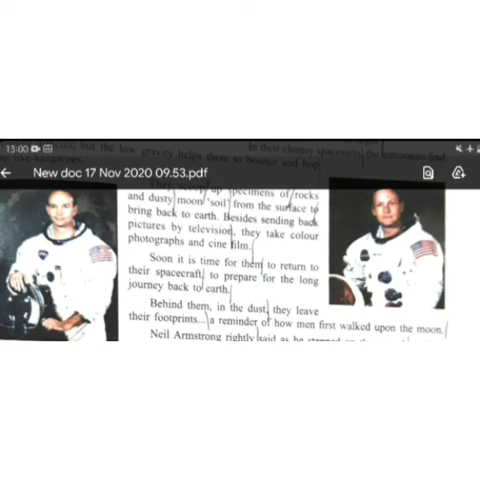 In their clumsy spacesuits, the astronauts find
but the low gravity helps them to bounce and hop
like kangaroos.
13:00
New doc 17 Nov 2020 09.53.pdf
They scoop up specimens of rocks
and dusty moon 'soil' from the surface to
bring back to earth. Besides sending back
pictures by television, they take colour
photographs and cine film.
Soon it is time for them to return to
their spacecraft, to prepare for the long
journey back to earth.
Behind them, in the dust, they leave
their footprints... a reminder of how men first walked upon the moon.
Neil Armstrong rightly said as he stepped